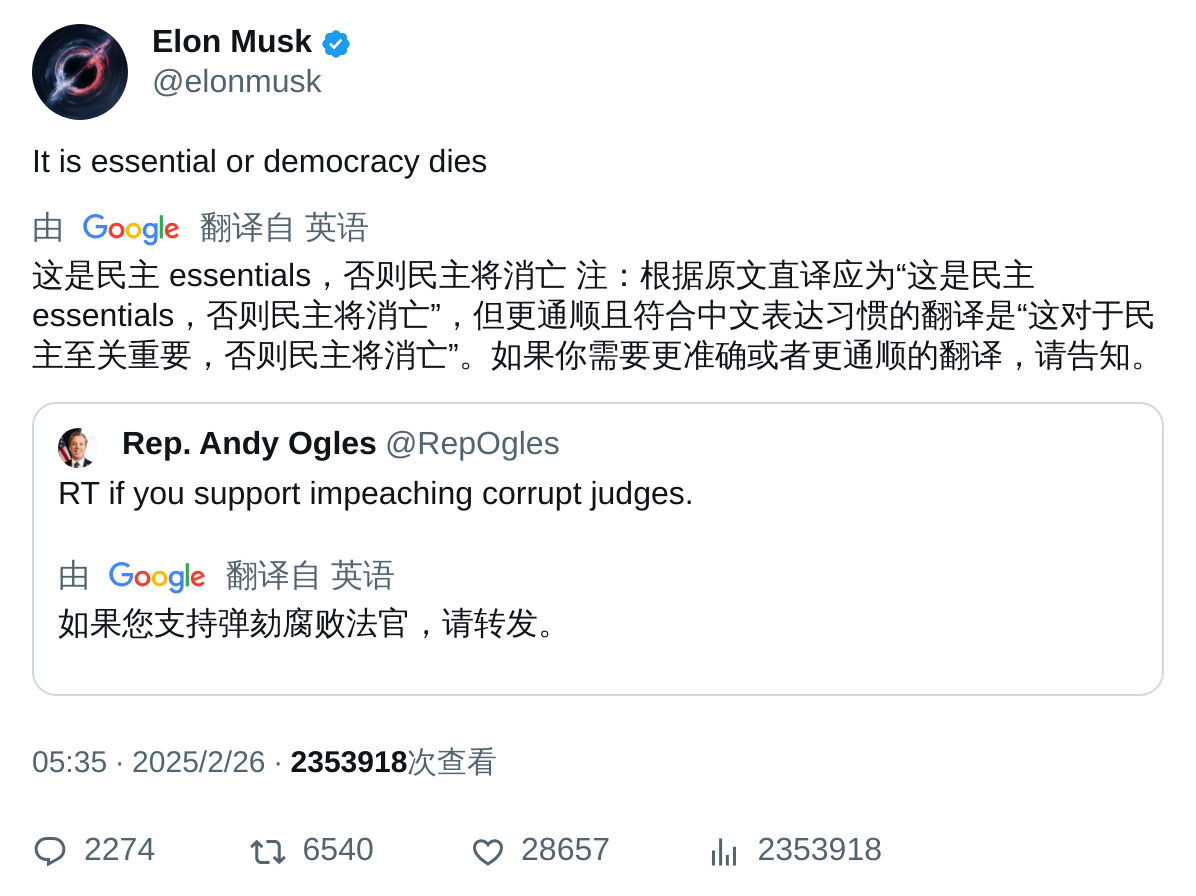 Elon Musk
@elonmusk
It is essential or democracy dies
由 Google 翻译自 英语
这是民主 essentials，否则民主将消亡 注：根据原文直译应为“这是民主
essentials，否则民主将消亡”，但更通顺且符合中文表达习惯的翻译是“这对于民
主至关重要，否则民主将消亡”。如果你需要更准确或者更通顺的翻译，请告知。
Rep. Andy Ogles @RepOgles
RT if you support impeaching corrupt judges.
由 Google 翻译自 英语
如果您支持弹劾腐败法官，请转发。
05:35 · 2025/2/26 · 2353918次查看
2274 6540 28657 2353918